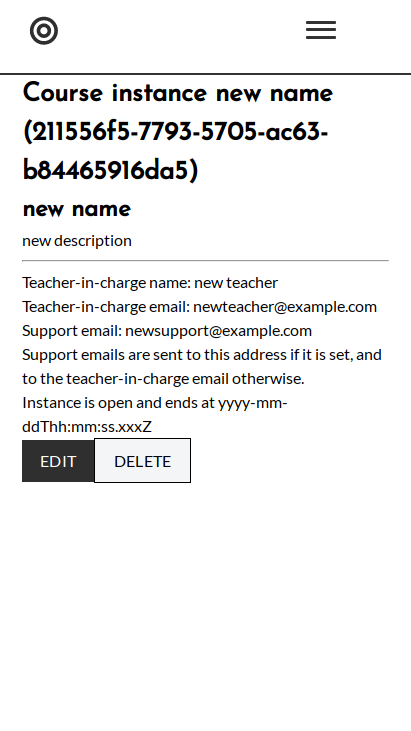 Course instance new name
(211556f5-7793-5705-ac63-
b84465916da5)
new name
new description
Teacher-in-charge name: new teacher
Teacher-in-charge email: newteacher@example.com
Support email: newsupport@example.com
Support emails are sent to this address if it is set, and
to the teacher-in-charge email otherwise.
Instance is open and ends at yyyy-mm-
ddThh:mm:ss.xxxZ
EDIT DELETE